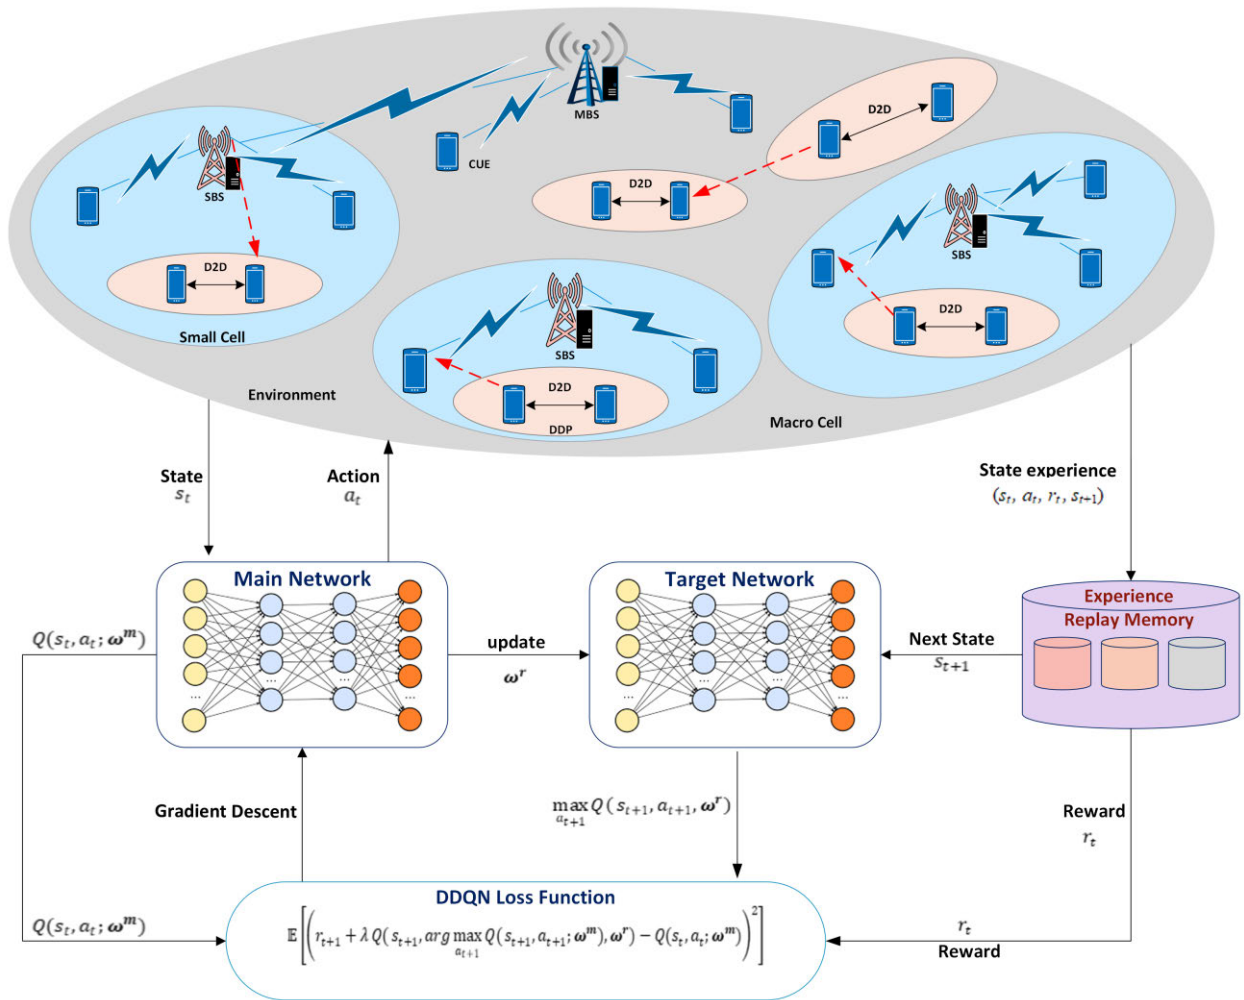 MBS
D2D
CUE
SBS
D2D
SBS
D2D
D2D
SBS
D2D
Small Cell
D2D
DDP
Environment
Macro Cell
State
s_t
Action
a_t
State experience
(s_t, a_t, r_t, s_{t+1})
Main Network
Target Network
Experience
Replay Memory
Q(s_t, a_t; ω^m)
update
ω^r
Next State
s_{t+1}
...
...
...
...
...
...
...
...
Gradient Descent
max_{a_{t+1}} Q(s_{t+1}, a_{t+1}, ω^r)
Reward
r_t
DDQN Loss Function
Q(s_t, a_t; ω^m)
𝔼[(r_{t+1} + λ Q(s_{t+1}, arg max_{a_{t+1}} Q(s_{t+1}, a_{t+1}; ω^m), ω^r) − Q(s_t, a_t; ω^m))^2]
r_t
Reward